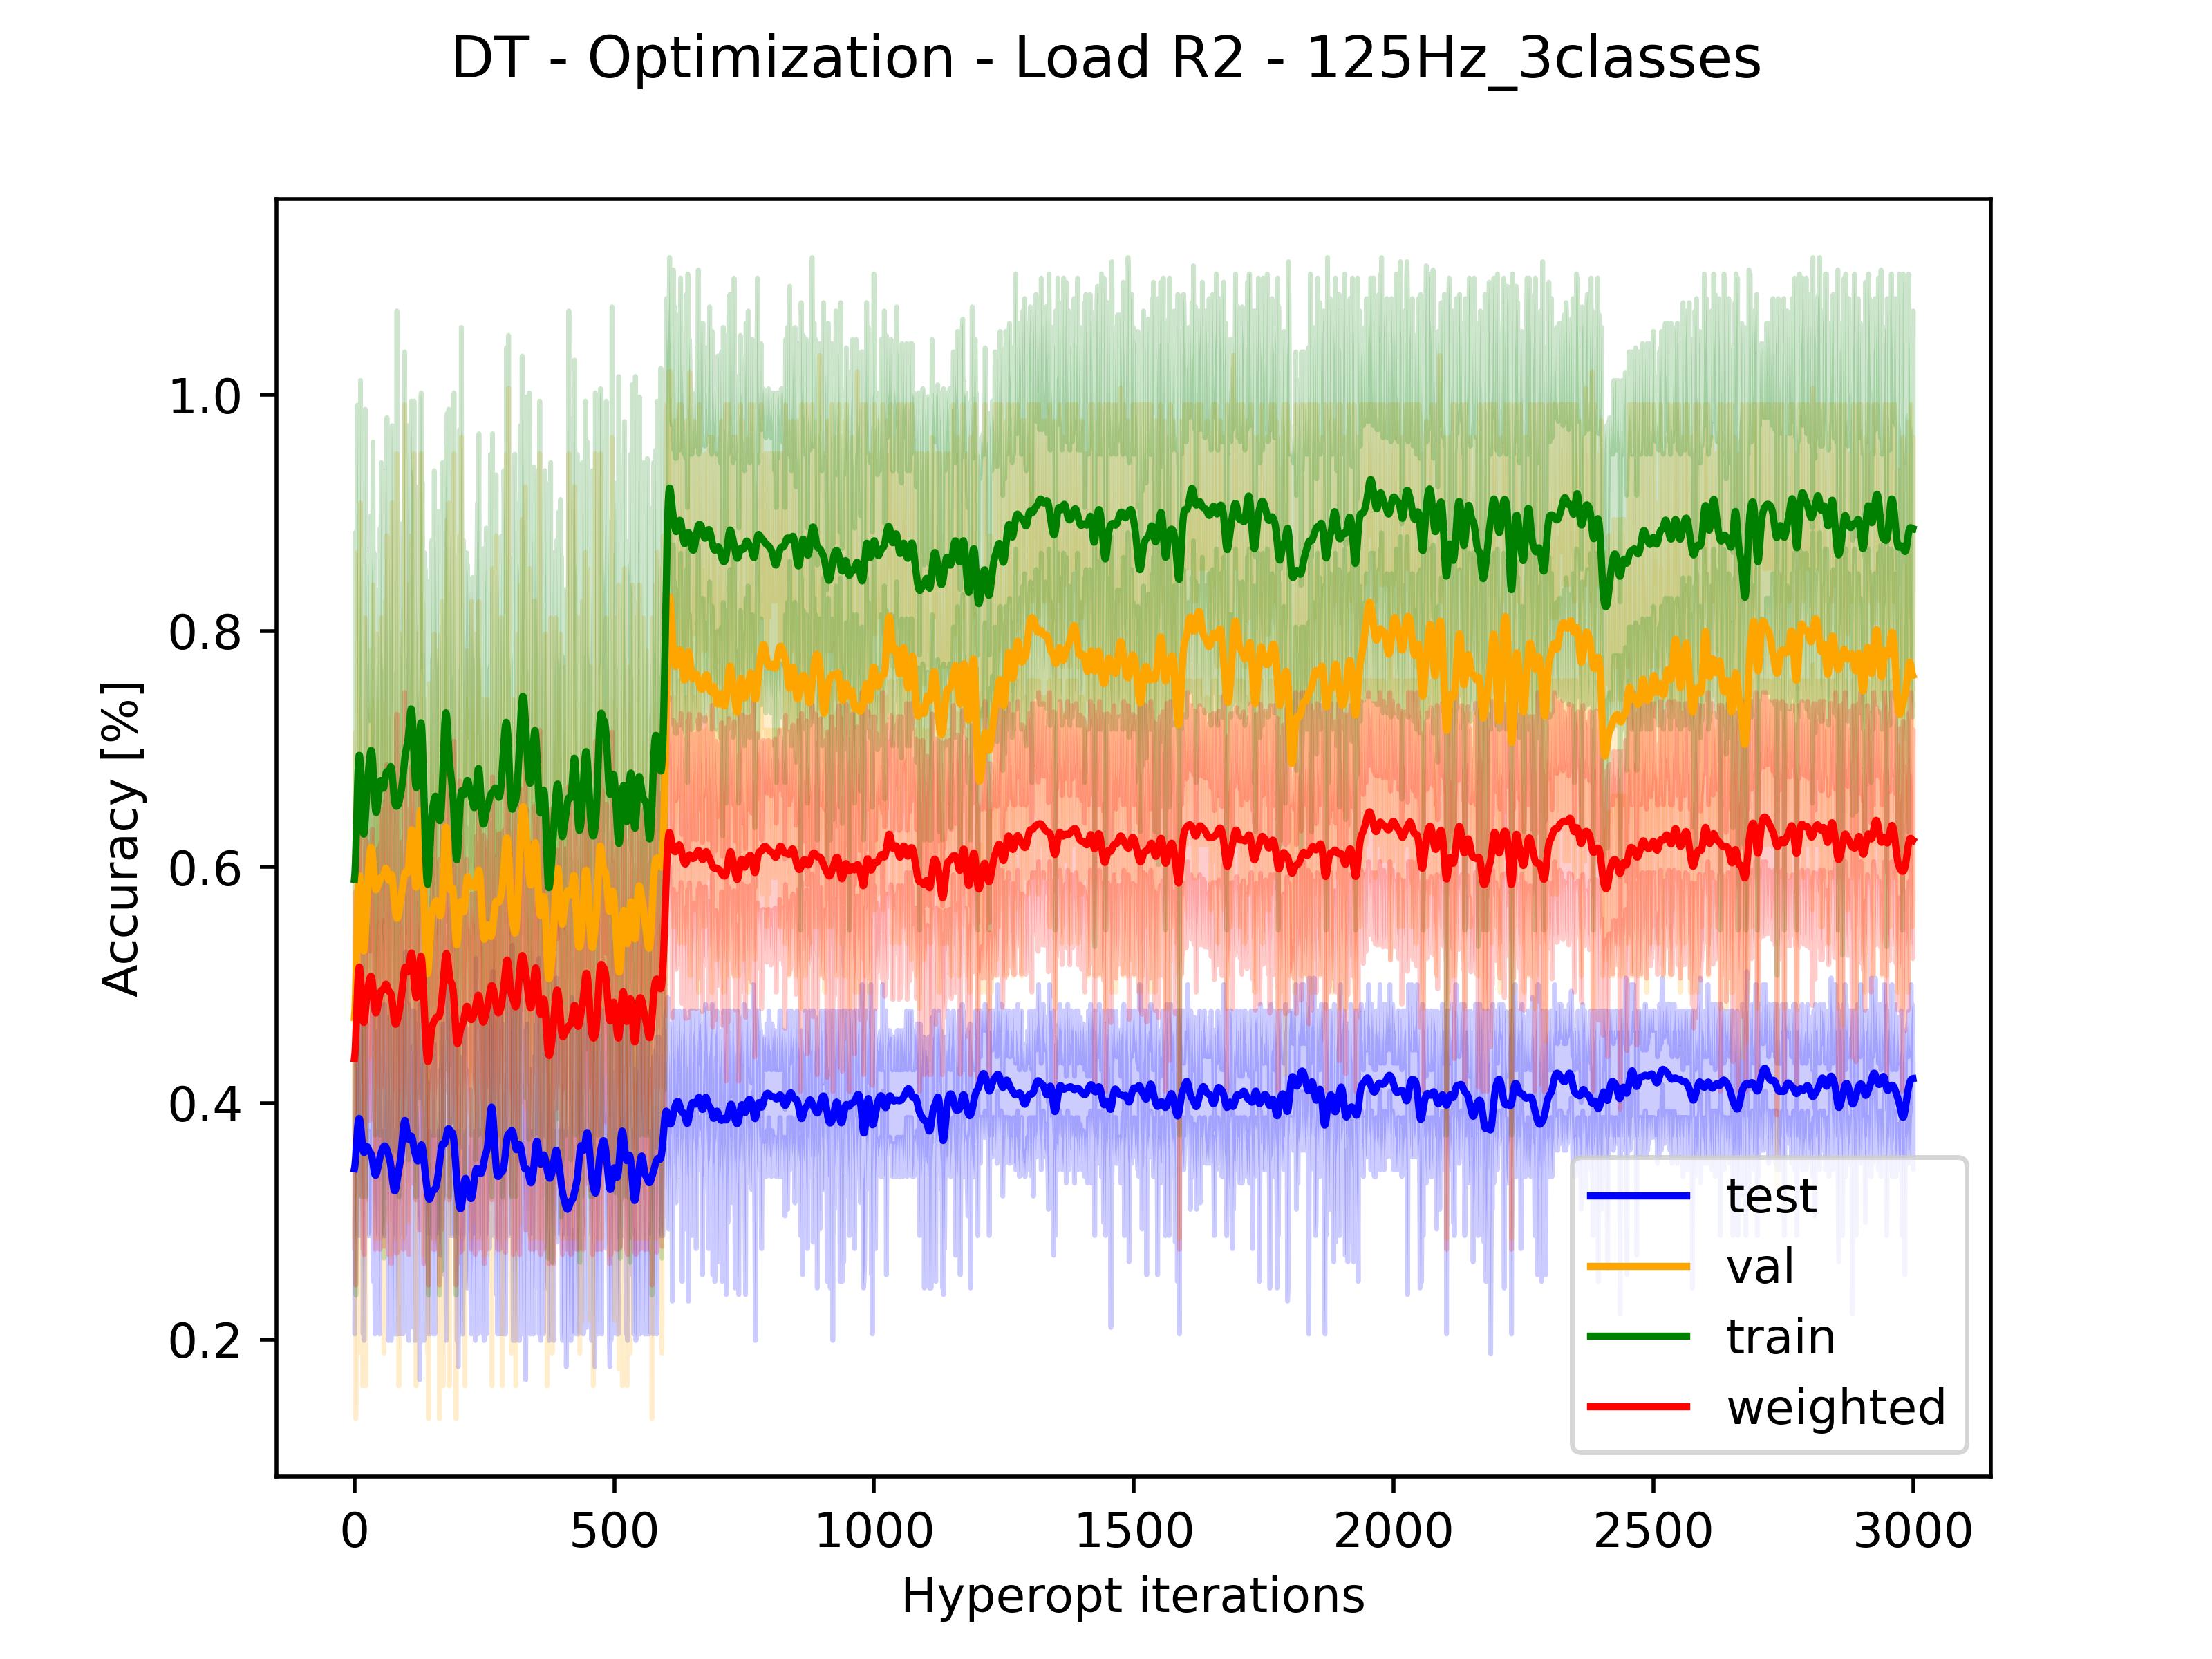 DT - Optimization - Load R2 - 125Hz_3classes
Accuracy [%]
1.0
0.8
0.6
0.4
0.2
test
val
train
weighted
0 500 1000 1500 2000 2500 3000
Hyperopt iterations